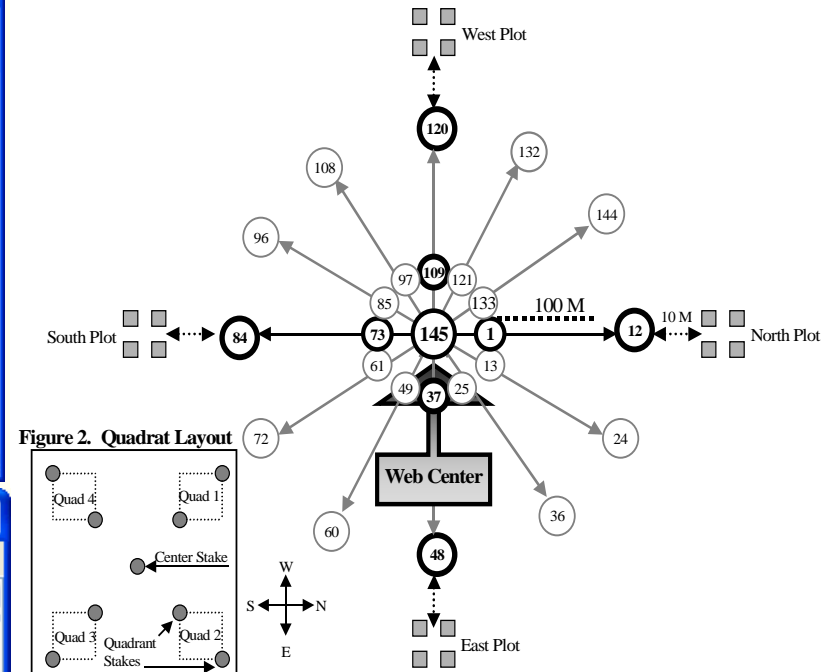 West Plot
120
132
108
144
96
109
97
121
85
133
100 M
10 M
South Plot
84
73
145
1
12
North Plot
61
13
49
37
25
72
24
Figure 2. Quadrat Layout
Web Center
Quad 4
Quad 1
36
60
Center Stake
48
W
S
N
E
Quad 3
Quadrant
Stakes
Quad 2
East Plot